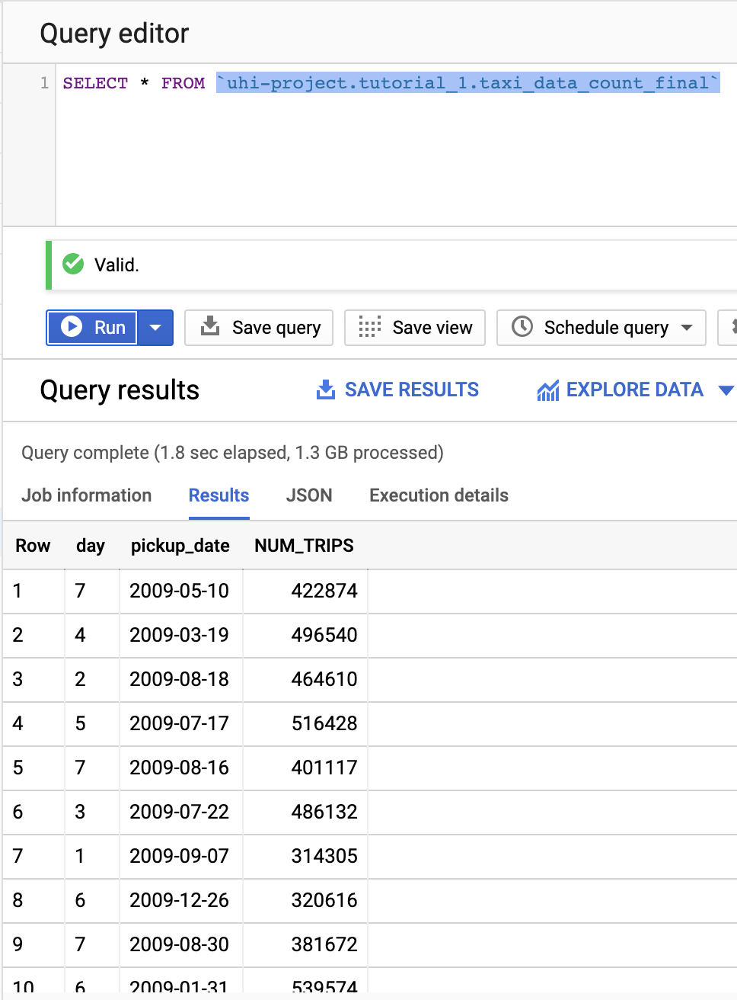 Query editor
1 SELECT * FROM `uhi-project.tutorial_1.taxi_data_count_final`
Valid.
Run Save query Save view Schedule query
Query results SAVE RESULTS EXPLORE DATA
Query complete (1.8 sec elapsed, 1.3 GB processed)
Job information Results JSON Execution details
Row day pickup_date NUM_TRIPS
1 7 2009-05-10 422874
2 4 2009-03-19 496540
3 2 2009-08-18 464610
4 5 2009-07-17 516428
5 7 2009-08-16 401117
6 3 2009-07-22 486132
7 1 2009-09-07 314305
8 6 2009-12-26 320616
9 7 2009-08-30 381672
10 6 2009-01-31 539574